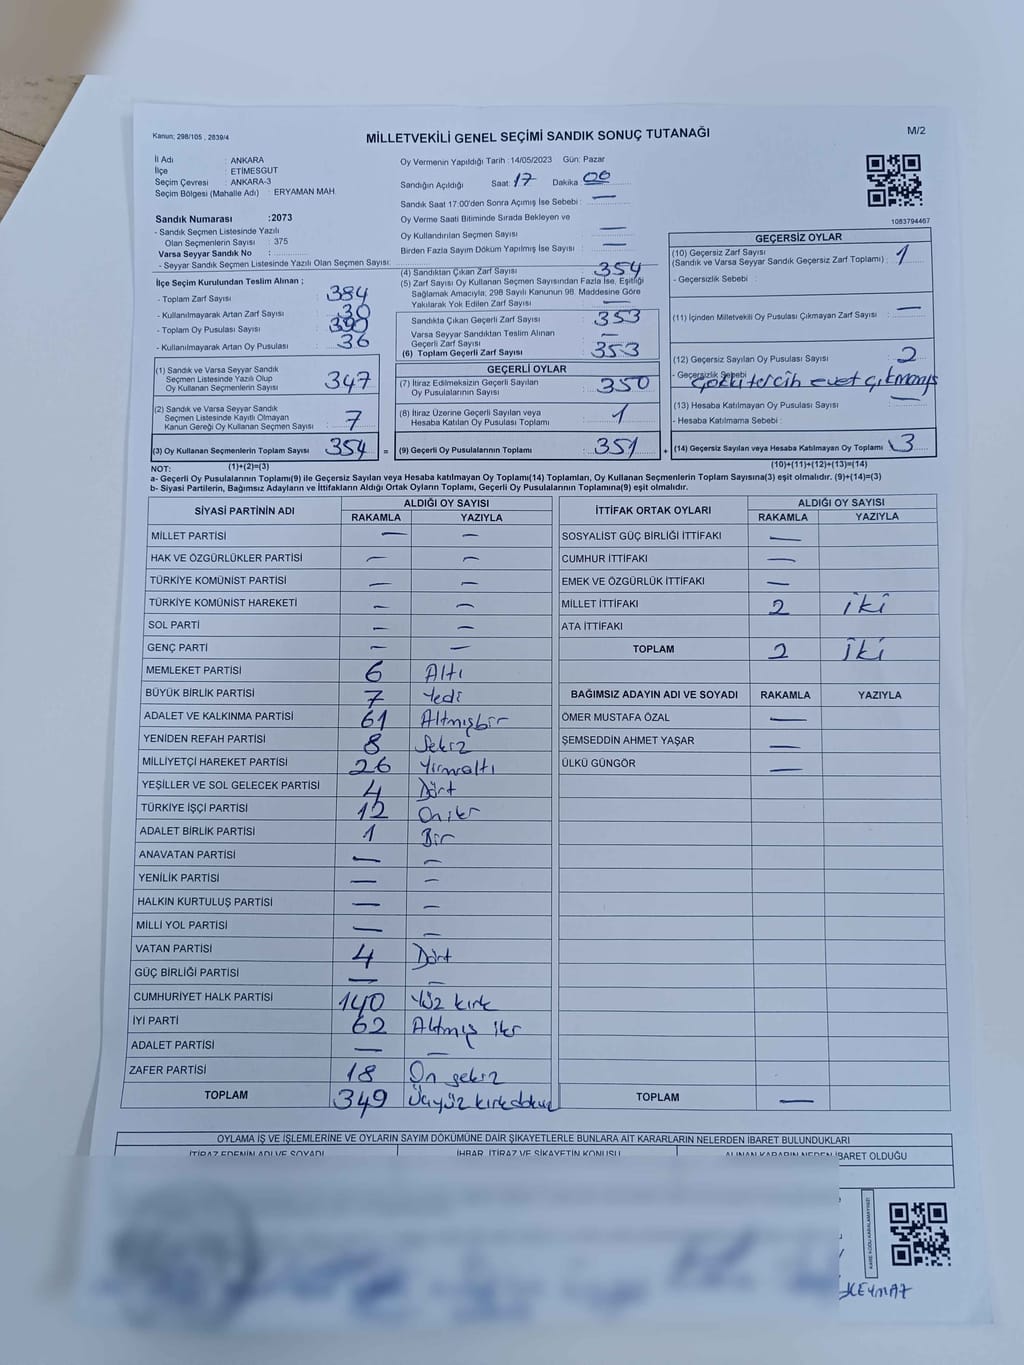 Kanun; 298/105 , 2839/4
MİLLETVEKİLİ GENEL SEÇİMİ SANDIK SONUÇ TUTANAĞI
M/2
İl Adı : ANKARA
İlçe : ETİMESGUT
Seçim Çevresi : ANKARA-3
Seçim Bölgesi (Mahalle Adı) : ERYAMAN MAH.
Sandık Numarası :2073
- Sandık Seçmen Listesinde Yazılı
Olan Seçmenlerin Sayısı : 375
Varsa Seyyar Sandık No :
- Seyyar Sandık Seçmen Listesinde Yazılı Olan Seçmen Sayısı:
Oy Vermenin Yapıldığı Tarih :14/05/2023 Gün: Pazar
Sandığın Açıldığı Saat: 17 Dakika 00
Sandık Saat 17:00'den Sonra Açımış İse Sebebi : —
Oy Verme Saati Bitiminde Sırada Bekleyen ve
Oy Kullandırılan Seçmen Sayısı —
Birden Fazla Sayım Döküm Yapılmış İse Sayısı : —
1083794467
İlçe Seçim Kurulundan Teslim Alınan ;
- Toplam Zarf Sayısı : 384
- Kullanılmayarak Artan Zarf Sayısı : 30
- Toplam Oy Pusulası Sayısı : 390
- Kullanılmayarak Artan Oy Pusulası : 36
(1) Sandık ve Varsa Seyyar Sandık
Seçmen Listesinde Yazılı Olup
Oy Kullanan Seçmenlerin Sayısı : 347
(2) Sandık ve Varsa Seyyar Sandık
Seçmen Listesinde Kayıtlı Olmayan
Kanun Gereği Oy Kullanan Seçmen Sayısı : 7
(3) Oy Kullanan Seçmenlerin Toplam Sayısı : 354 =
(4) Sandıktan Çıkan Zarf Sayısı : 354
(5) Zarf Sayısı Oy Kullanan Seçmen Sayısından Fazla İse, Eşitliği
Sağlamak Amacıyla; 298 Sayılı Kanunun 98. Maddesine Göre
Yakılarak Yok Edilen Zarf Sayısı : —
Sandıkta Çıkan Geçerli Zarf Sayısı : 353
Varsa Seyyar Sandıktan Teslim Alınan
Geçerli Zarf Sayısı : —
(6) Toplam Geçerli Zarf Sayısı : 353
GEÇERLİ OYLAR
(7) İtiraz Edilmeksizin Geçerli Sayılan
Oy Pusulalarının Sayısı : 350
(8) İtiraz Üzerine Geçerli Sayılan veya
Hesaba Katılan Oy Pusulası Toplamı : 1
(9) Geçerli Oy Pusulalarının Toplamı : 351 +
GEÇERSİZ OYLAR
(10) Geçersiz Zarf Sayısı
(Sandık ve Varsa Seyyar Sandık Geçersiz Zarf Toplamı) : 1
- Geçersizlik Sebebi :
(11) İçinden Milletvekili Oy Pusulası Çıkmayan Zarf Sayısı : —
(12) Geçersiz Sayılan Oy Pusulası Sayısı : 2
- Geçersizlik Sebebi : tercih evet çıkmamış
(13) Hesaba Katılmayan Oy Pusulası Sayısı : —
- Hesaba Katılmama Sebebi :
(14) Geçersiz Sayılan veya Hesaba Katılmayan Oy Toplamı : 3
NOT: (1)+(2)=(3) (10)+(11)+(12)+(13)=(14)
a- Geçerli Oy Pusulalarının Toplamı(9) ile Geçersiz Sayılan veya Hesaba katılmayan Oy Toplamı(14) Toplamları, Oy Kullanan Seçmenlerin Toplam Sayısına(3) eşit olmalıdır. (9)+(14)=(3)
b- Siyasi Partilerin, Bağımsız Adayların ve İttifakların Aldığı Ortak Oyların Toplamı, Geçerli Oy Pusulalarının Toplamına(9) eşit olmalıdır.
SİYASİ PARTİNİN ADI ALDIĞI OY SAYISI
RAKAMLA YAZIYLA
MİLLET PARTİSİ — —
HAK VE ÖZGÜRLÜKLER PARTİSİ — —
TÜRKİYE KOMÜNİST PARTİSİ — —
TÜRKİYE KOMÜNİST HAREKETİ — —
SOL PARTİ — —
GENÇ PARTİ — —
MEMLEKET PARTİSİ 6 Altı
BÜYÜK BİRLİK PARTİSİ 7 Yedi
ADALET VE KALKINMA PARTİSİ 61 Altmışbir
YENİDEN REFAH PARTİSİ 8 Sekiz
MİLLİYETÇİ HAREKET PARTİSİ 26 Yirmialtı
YEŞİLLER VE SOL GELECEK PARTİSİ 4 Dört
TÜRKİYE İŞÇİ PARTİSİ 12 Oniki
ADALET BİRLİK PARTİSİ 1 Bir
ANAVATAN PARTİSİ — —
YENİLİK PARTİSİ — —
HALKIN KURTULUŞ PARTİSİ — —
MİLLİ YOL PARTİSİ — —
VATAN PARTİSİ 4 Dört
GÜÇ BİRLİĞİ PARTİSİ — —
CUMHURİYET HALK PARTİSİ 140 Yüz kırk
İYİ PARTİ 62 Altmış iki
ADALET PARTİSİ — —
ZAFER PARTİSİ 18 On sekiz
TOPLAM 349 Üçyüz kırkdokuz
İTTİFAK ORTAK OYLARI ALDIĞI OY SAYISI
RAKAMLA YAZIYLA
SOSYALİST GÜÇ BİRLİĞİ İTTİFAKI —
CUMHUR İTTİFAKI —
EMEK VE ÖZGÜRLÜK İTTİFAKI —
MİLLET İTTİFAKI 2 iki
ATA İTTİFAKI
TOPLAM 2 İki
BAĞIMSIZ ADAYIN ADI VE SOYADI RAKAMLA YAZIYLA
ÖMER MUSTAFA ÖZAL —
ŞEMSEDDİN AHMET YAŞAR —
ÜLKÜ GÜNGÖR —
TOPLAM —
OYLAMA İŞ VE İŞLEMLERİNE VE OYLARIN SAYIM DÖKÜMÜNE DAİR ŞİKAYETLERLE BUNLARA AİT KARARLARIN NELERDEN İBARET BULUNDUKLARI
İTİRAZ EDENİN ADI VE SOYADI İHBAR, İTİRAZ VE ŞİKAYETİN KONUSU ALINAN KARARIN NEDEN İBARET OLDUĞU